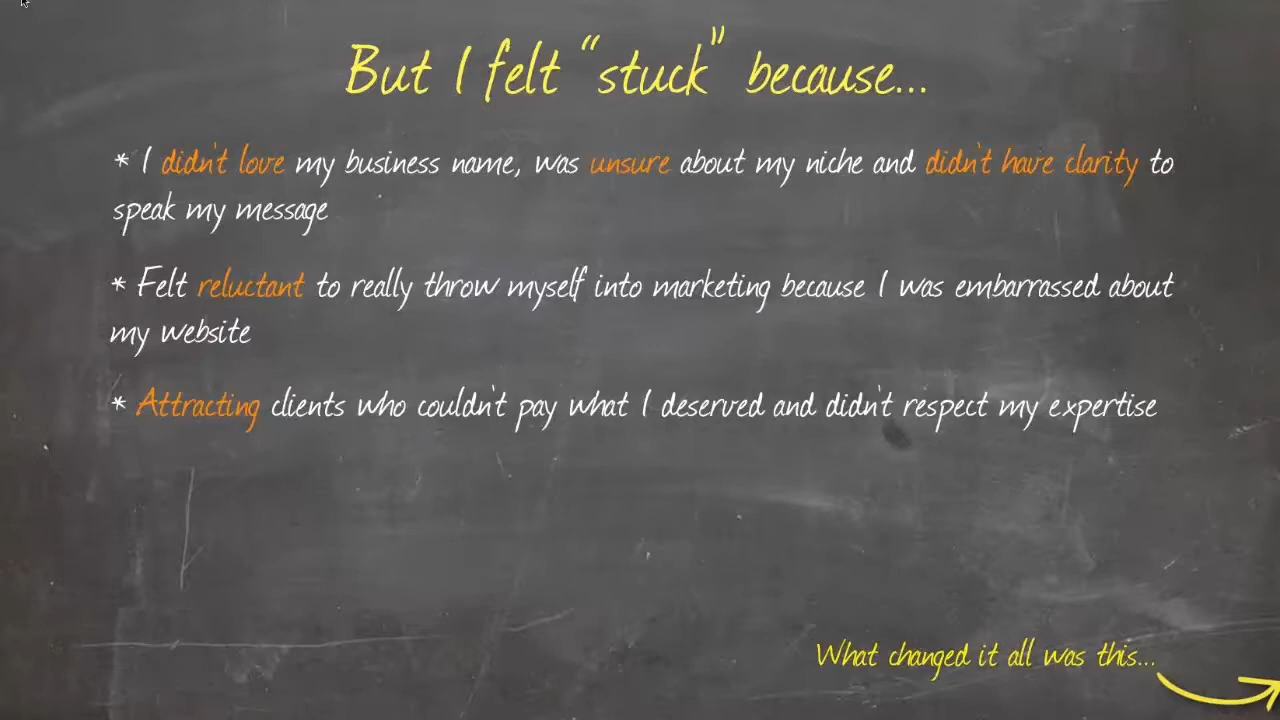 But I felt “stuck” because...
* I didn't love my business name, was unsure about my niche and didn't have clarity to
speak my message
* Felt reluctant to really throw myself into marketing because I was embarrassed about
my website
* Attracting clients who couldn't pay what I deserved and didn't respect my expertise
What changed it all was this...